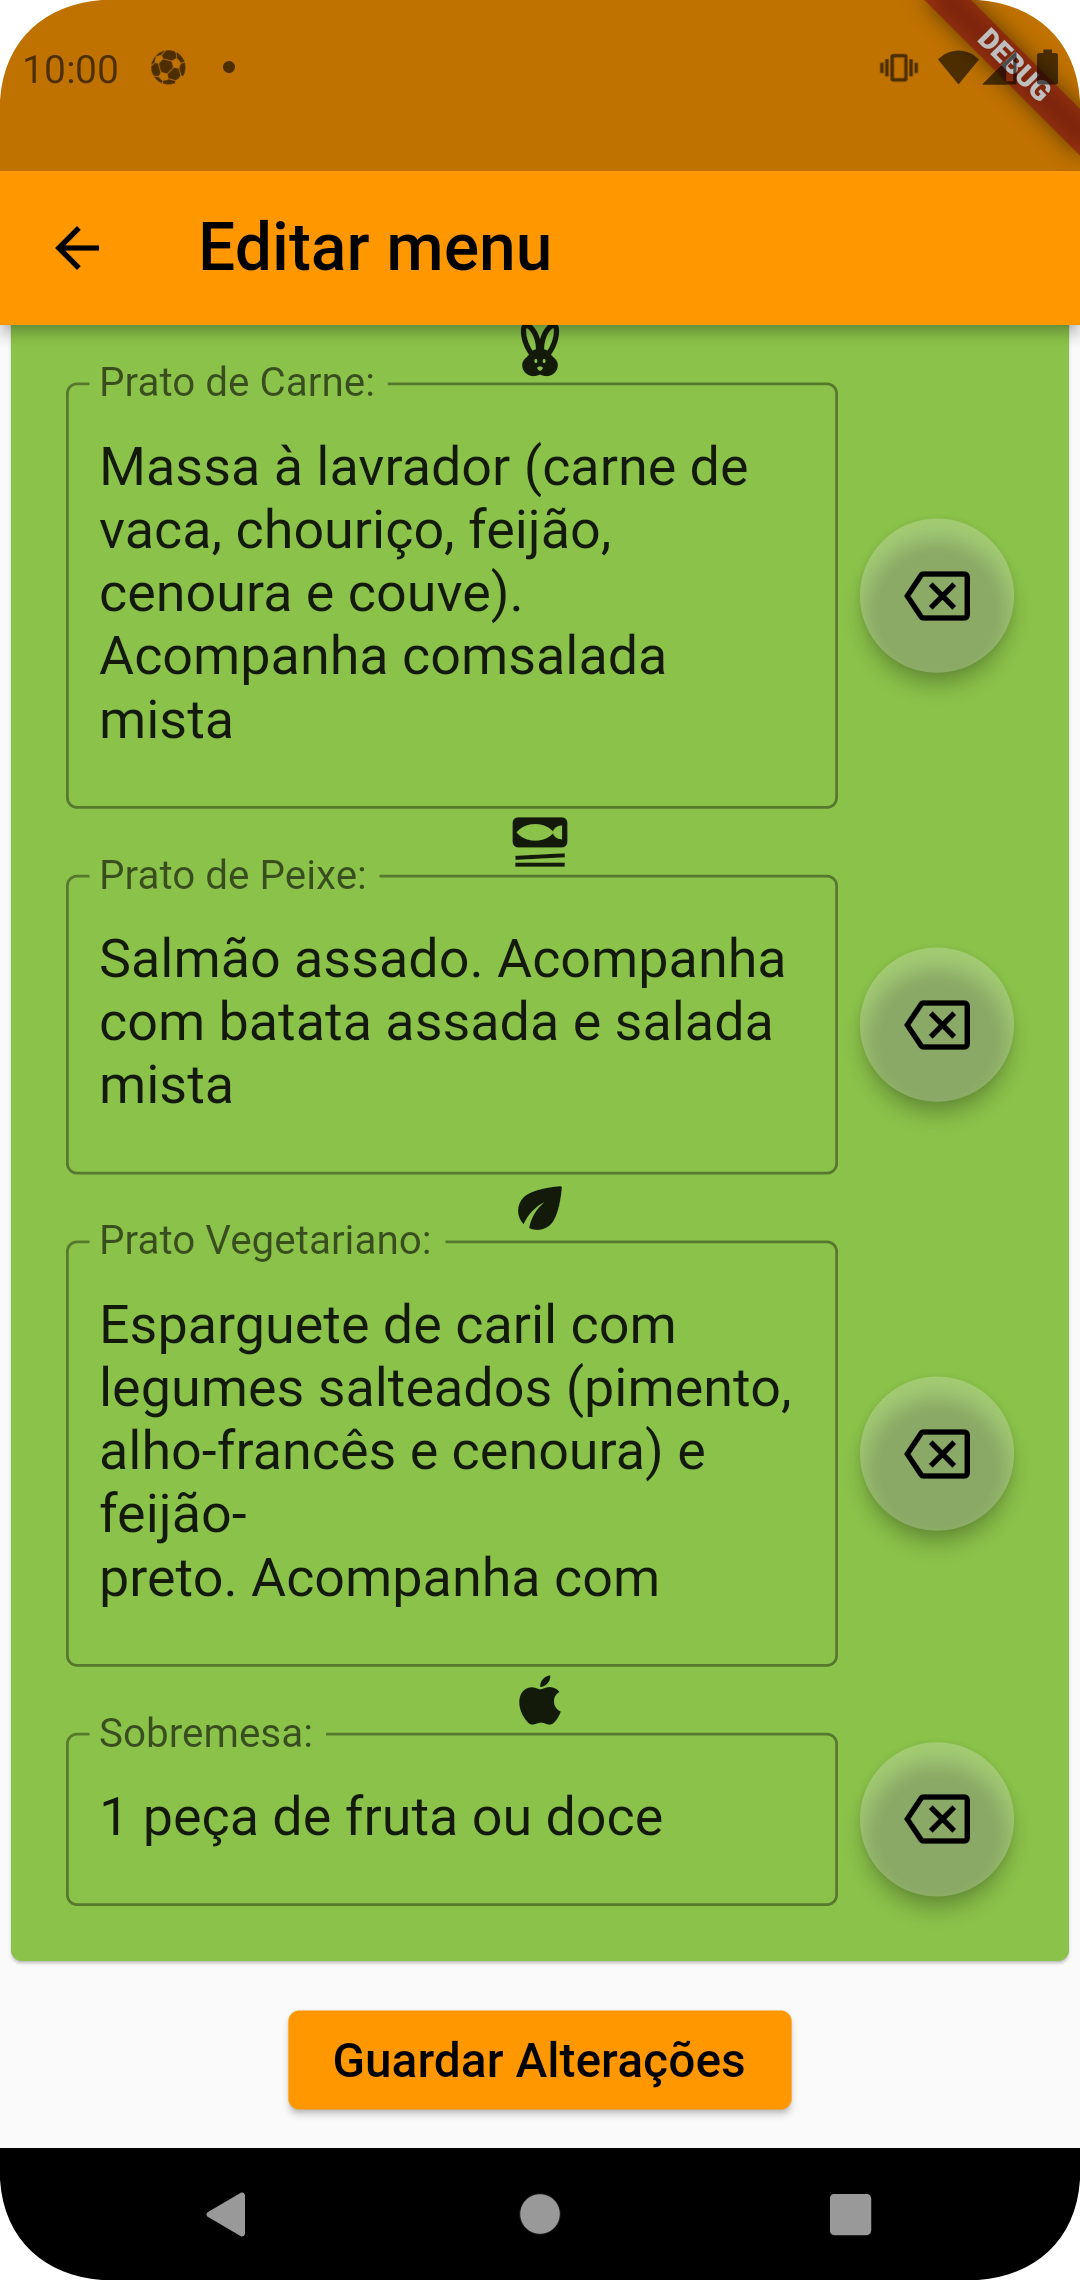 10:00
DEBUG
Editar menu
Prato de Carne:
Massa à lavrador (carne de
vaca, chouriço, feijão,
cenoura e couve).
Acompanha comsalada
mista
Prato de Peixe:
Salmão assado. Acompanha
com batata assada e salada
mista
Prato Vegetariano:
Esparguete de caril com
legumes salteados (pimento,
alho-francês e cenoura) e
feijão-
preto. Acompanha com
Sobremesa:
1 peça de fruta ou doce
Guardar Alterações